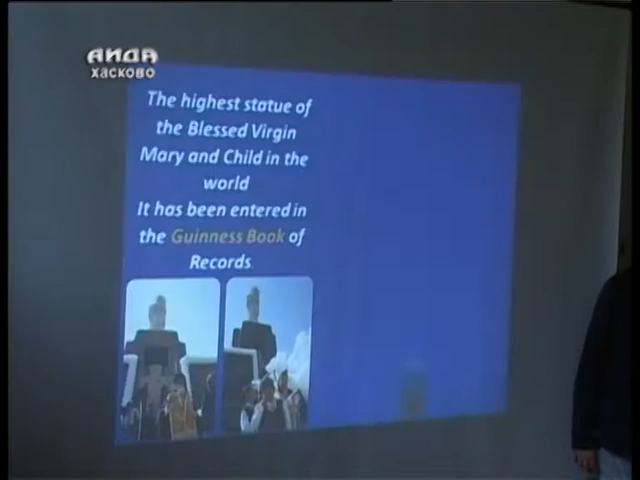 АИДА
ХАСКОВО
The highest statue of
the Blessed Virgin
Mary and Child in the
world
It has been entered in
the Guinness Book of
Records